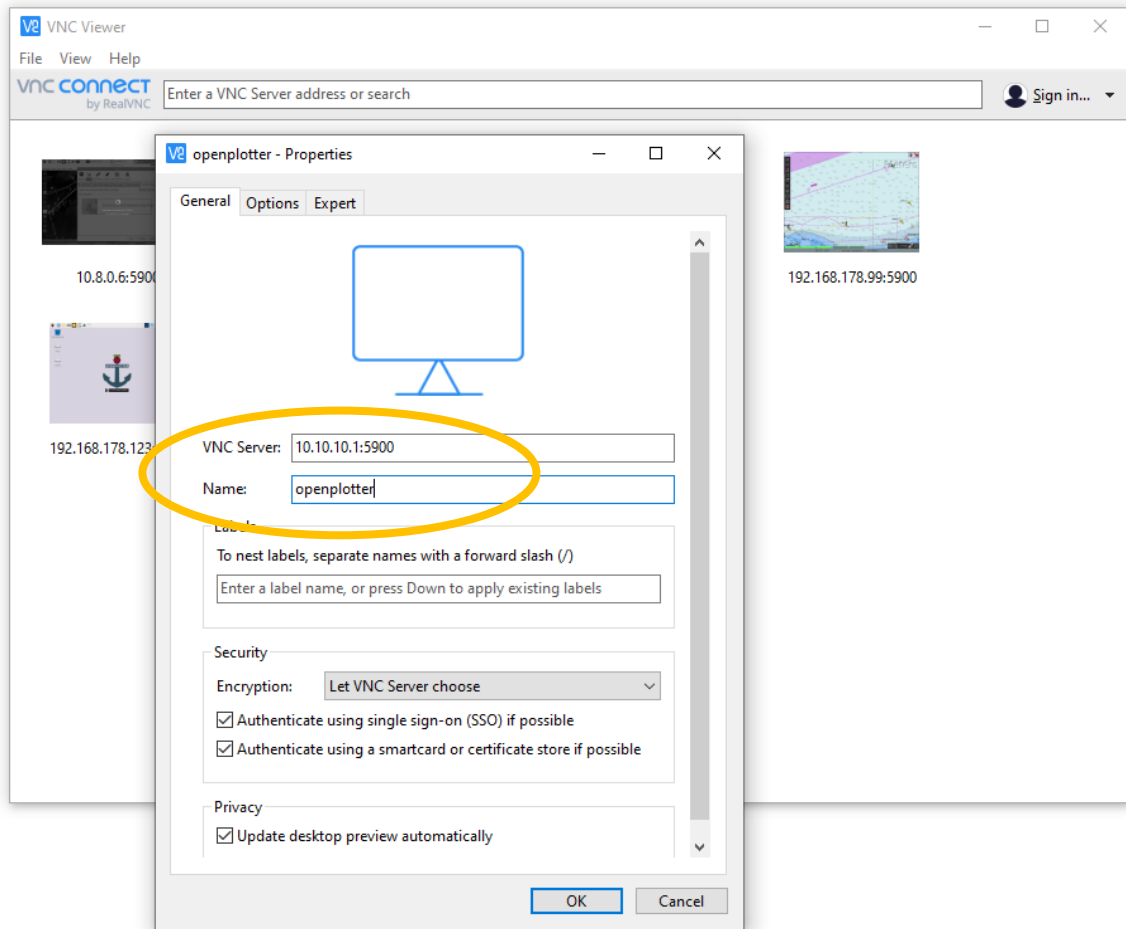 VNC Viewer
File View Help
vnc connect
by RealVNC
Enter a VNC Server address or search
Sign in...
openplotter - Properties
General Options Expert
10.8.0.6:5900
192.168.178.99:5900
192.168.178.123
VNC Server: 10.10.10.1:5900
Name: openplotter
Labels
To nest labels, separate names with a forward slash (/)
Enter a label name, or press Down to apply existing labels
Security
Encryption: Let VNC Server choose
Authenticate using single sign-on (SSO) if possible
Authenticate using a smartcard or certificate store if possible
Privacy
Update desktop preview automatically
OK Cancel